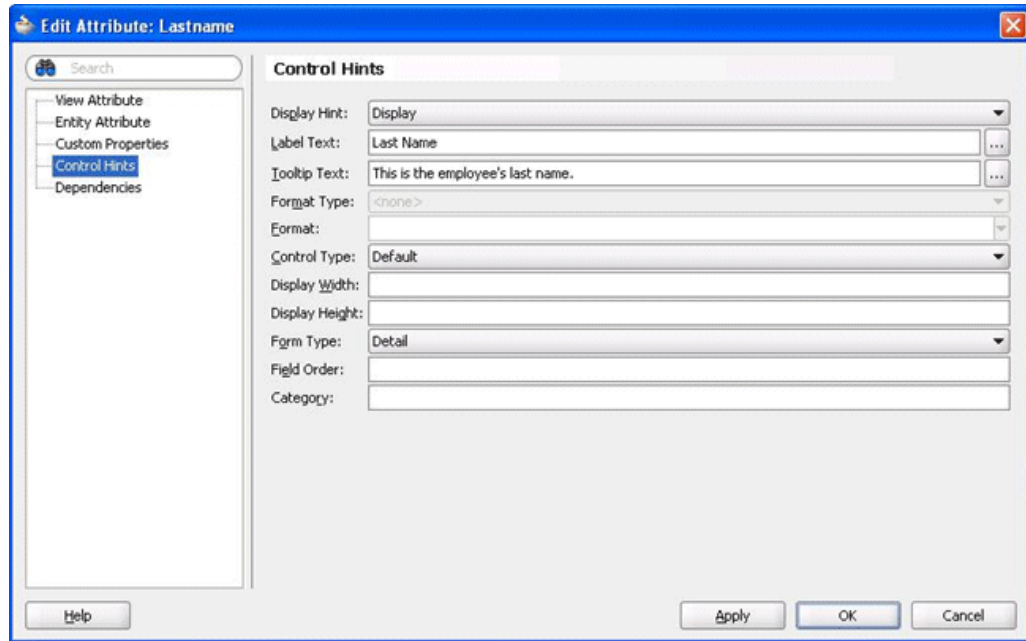 Edit Attribute: Lastname
Search
View Attribute
Entity Attribute
Custom Properties
Control Hints
Dependencies
Control Hints
Display Hint: Display
Label Text: Last Name ...
Tooltip Text: This is the employee's last name. ...
Format Type: <none>
Format:
Control Type: Default
Display Width:
Display Height:
Form Type: Detail
Field Order:
Category:
Help Apply OK Cancel